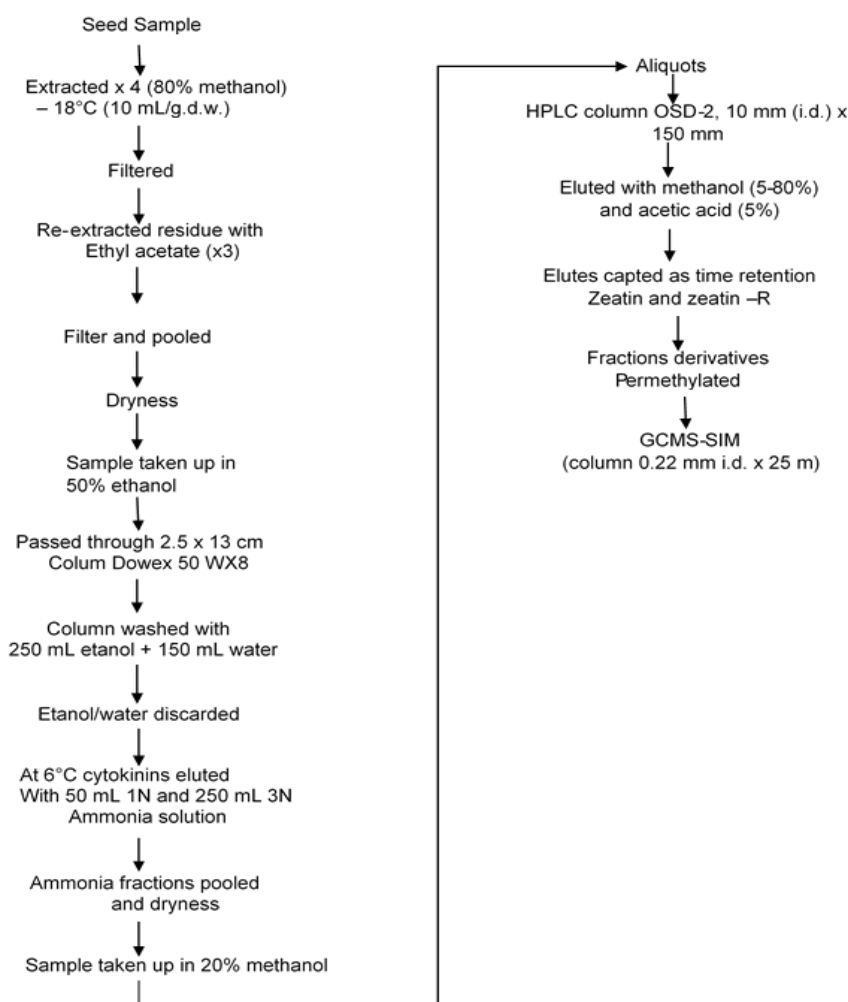 Seed Sample
Extracted x 4 (80% methanol)
– 18°C (10 mL/g.d.w.)
Filtered
Re-extracted residue with
Ethyl acetate (x3)
Filter and pooled
Dryness
Sample taken up in
50% ethanol
Passed through 2.5 x 13 cm
Colum Dowex 50 WX8
Column washed with
250 mL etanol + 150 mL water
Etanol/water discarded
At 6°C cytokinins eluted
With 50 mL 1N and 250 mL 3N
Ammonia solution
Ammonia fractions pooled
and dryness
Sample taken up in 20% methanol
Aliquots
HPLC column OSD-2, 10 mm (i.d.) x
150 mm
Eluted with methanol (5-80%)
and acetic acid (5%)
Elutes capted as time retention
Zeatin and zeatin –R
Fractions derivatives
Permethylated
GCMS-SIM
(column 0.22 mm i.d. x 25 m)